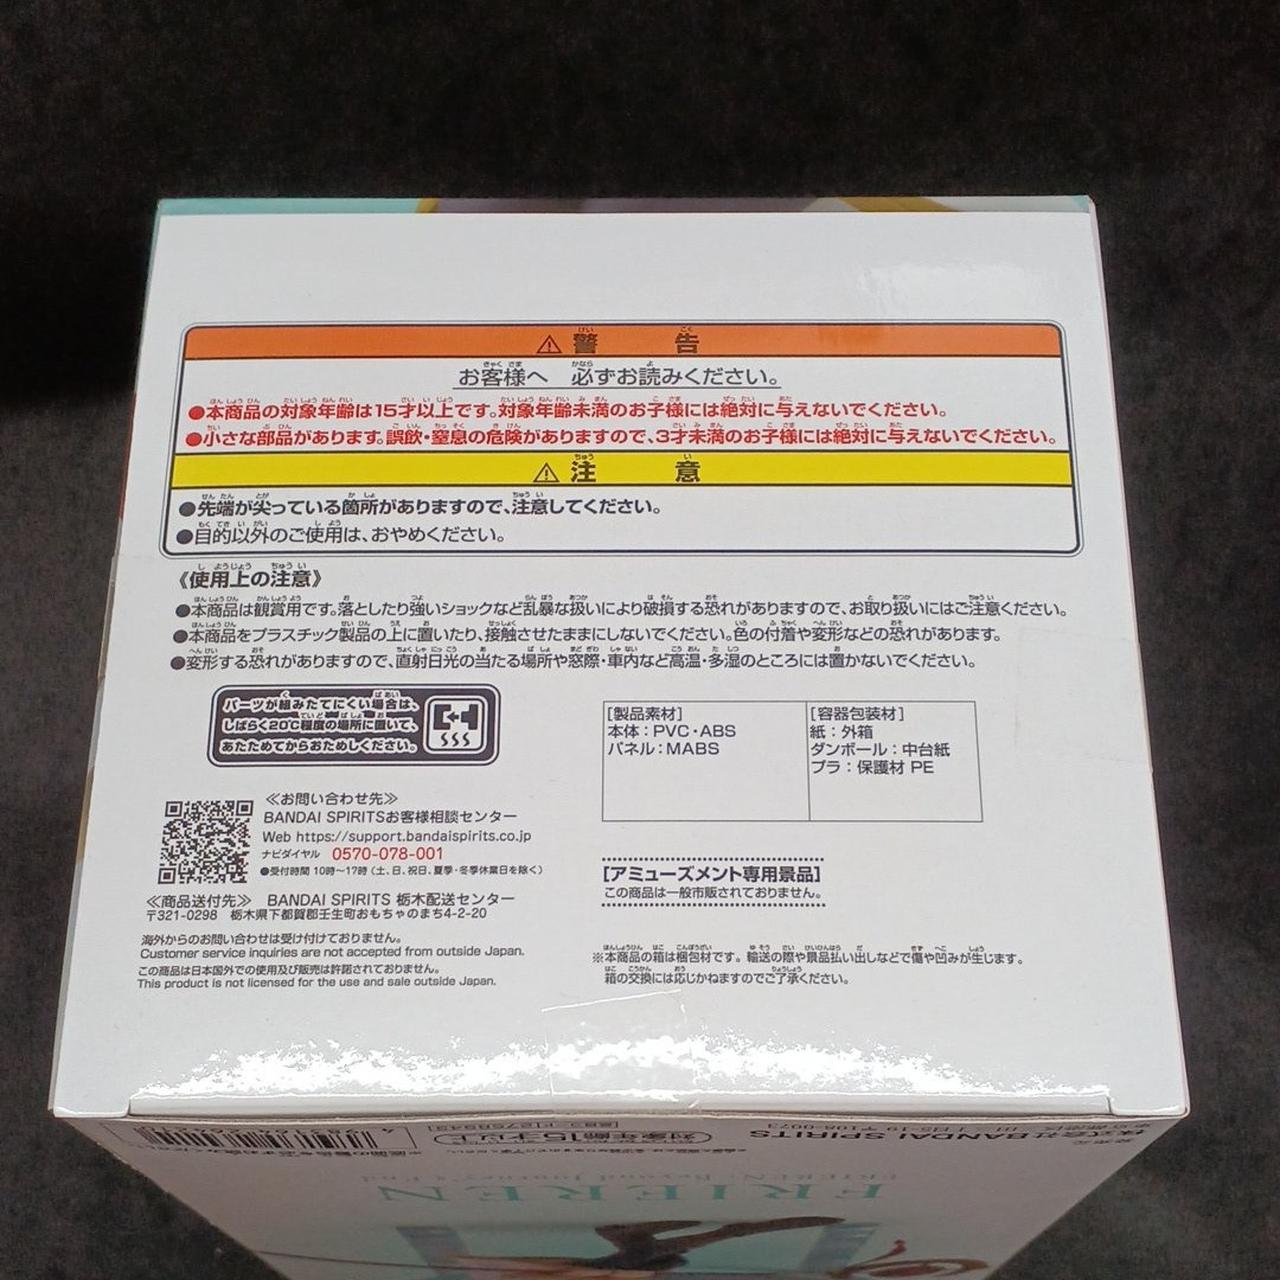 ⚠警告
お客様へ 必ずお読みください。
●本商品の対象年齢は15才以上です。対象年齢未満のお子様には絶対に与えないでください。
●小さな部品があります。誤飲・窒息の危険がありますので、3才未満のお子様には絶対に与えないでください。
⚠注意
●先端が尖っている箇所がありますので、注意してください。
●目的以外のご使用は、おやめください。
《使用上の注意》
●本商品は観賞用です。落としたり強いショックなど乱暴な扱いにより破損する恐れがありますので、お取り扱いにはご注意ください。
●本商品をプラスチック製品の上に置いたり、接触させたままにしないでください。色の付着や変形などの恐れがあります。
●変形する恐れがありますので、直射日光の当たる場所や窓際・車内など高温・多湿のところには置かないでください。
パーツが組みたてにくい場合は、
しばらく20℃程度の場所に置いて、
あたためてからおためしください。
[製品素材]
本体：PVC・ABS
パネル：MABS
[容器包装材]
紙：外箱
ダンボール：中台紙
プラ：保護材 PE
≪お問い合わせ先≫
BANDAI SPIRITSお客様相談センター
Web https://support.bandaispirits.co.jp
ナビダイヤル 0570-078-001
●受付時間 10時～17時（土、日、祝日、夏季・冬季休業日を除く）
≪商品送付先≫ BANDAI SPIRITS 栃木配送センター
〒321-0298 栃木県下都賀郡壬生町おもちゃのまち4-2-20
海外からのお問い合わせは受け付けておりません。
Customer service inquiries are not accepted from outside Japan.
この商品は日本国外での使用及び販売は許諾されておりません。
This product is not licensed for the use and sale outside Japan.
[アミューズメント専用景品]
この商品は一般市販されておりません。
※本商品の箱は梱包材です。輸送の際や景品払い出しなどで傷や凹みが生じます。
箱の交換には応じかねますのでご了承ください。
株式会社BANDAI SPIRITS
対象年齢15才以上
FRIEREN